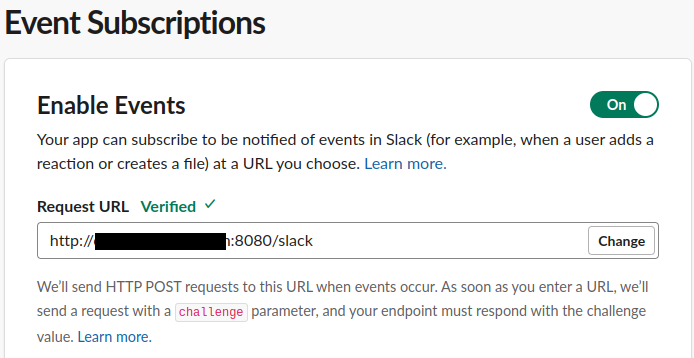 Event Subscriptions
Enable Events
On
Your app can subscribe to be notified of events in Slack (for example, when a user adds a
reaction or creates a file) at a URL you choose. Learn more.
Request URL Verified ✓
http://:8080/slack
Change
We’ll send HTTP POST requests to this URL when events occur. As soon as you enter a URL, we’ll
send a request with a challenge parameter, and your endpoint must respond with the challenge
value. Learn more.